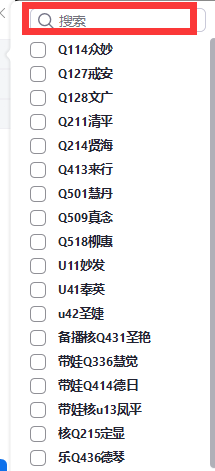 搜索
Q114众妙
Q127戒安
Q128文广
Q211清平
Q214贤海
Q413来行
Q501慧丹
Q509真念
Q518柳惠
U11妙发
U41奉英
u42圣婕
备播核Q431圣艳
带娃Q336慧觉
带娃Q414德日
带娃核u13凤平
核Q215定显
乐Q436德琴